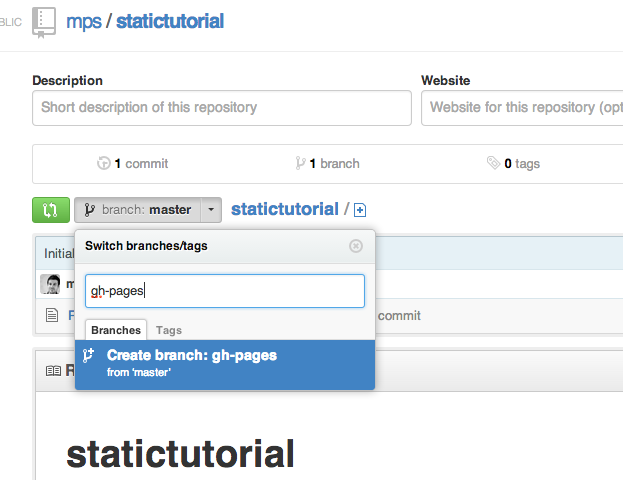 BLIC mps / statictutorial
Description
Website
Short description of this repository
Website for this repository (opt
1 commit
1 branch
0 tags
branch: master
statictutorial /
Switch branches/tags
Initial
gh-pages
m
F
commit
Branches
Tags
Create branch: gh-pages
from 'master'
R
statictutorial